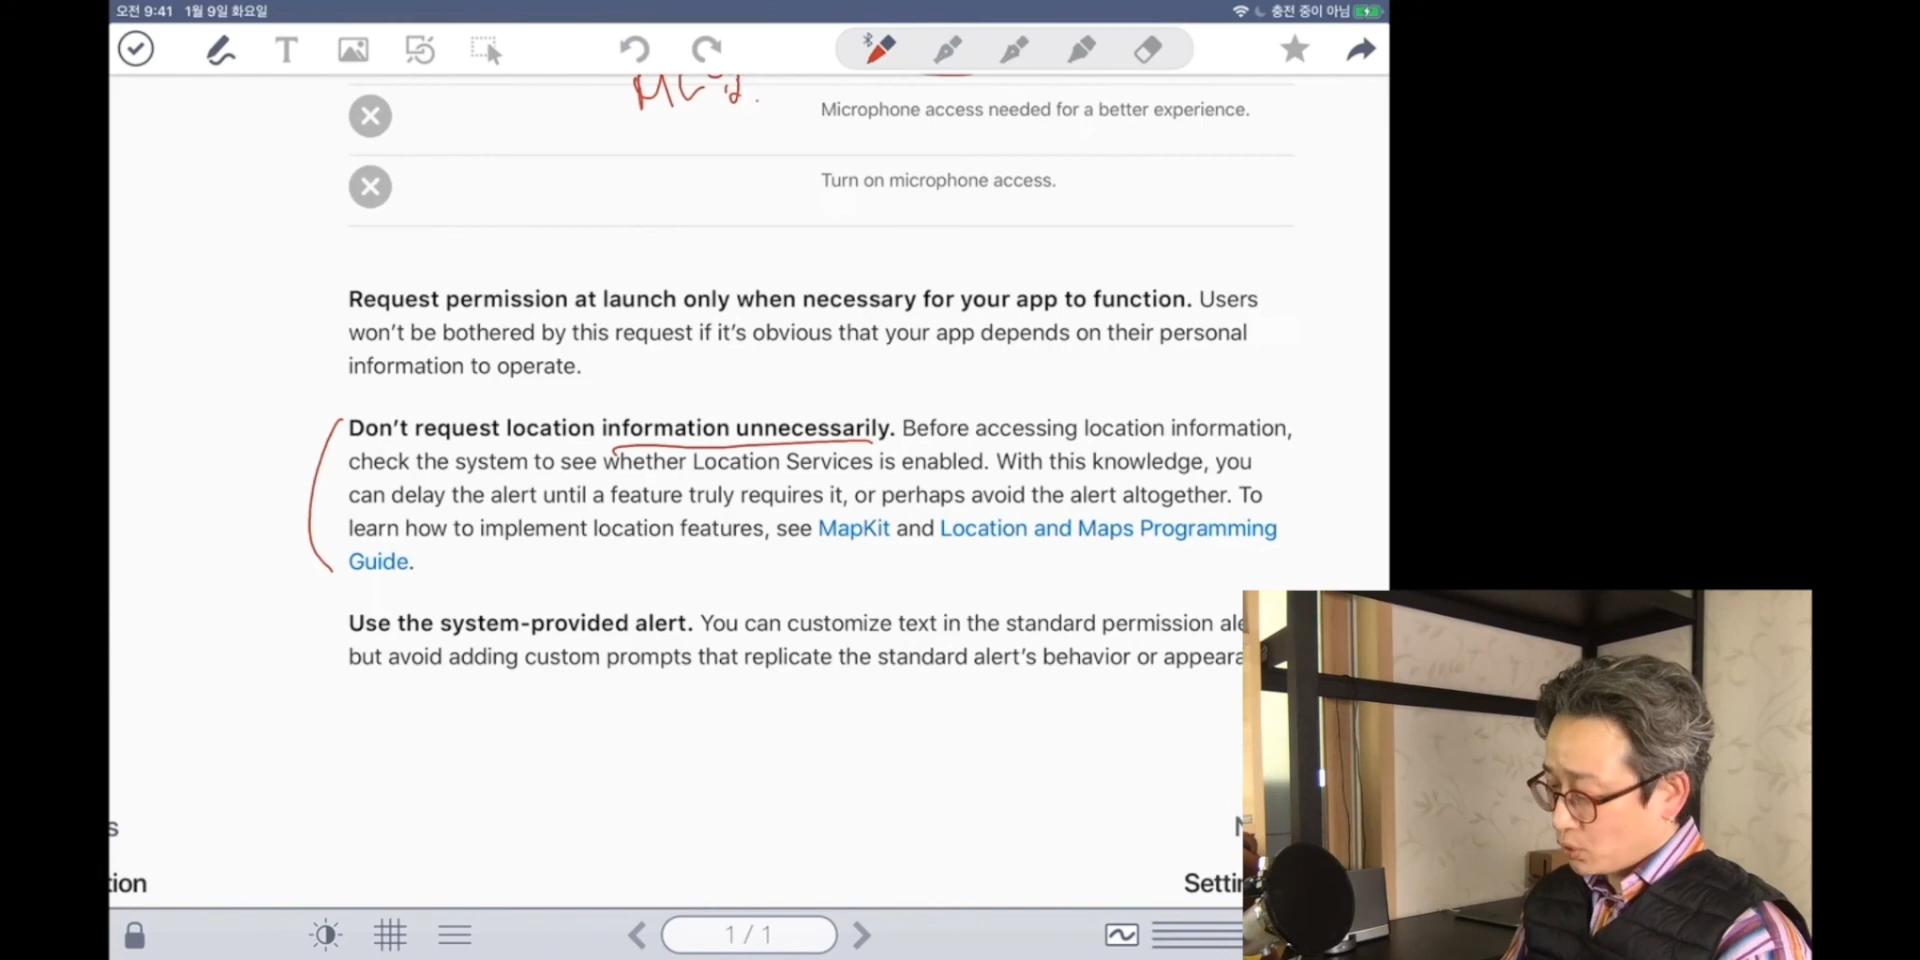 오전 9:41 1월 9일 화요일
충전 중이 아님
Microphone access needed for a better experience.
Turn on microphone access.
Request permission at launch only when necessary for your app to function. Users
won’t be bothered by this request if it’s obvious that your app depends on their personal
information to operate.
Don’t request location information unnecessarily. Before accessing location information,
check the system to see whether Location Services is enabled. With this knowledge, you
can delay the alert until a feature truly requires it, or perhaps avoid the alert altogether. To
learn how to implement location features, see MapKit and Location and Maps Programming
Guide.
Use the system-provided alert. You can customize text in the standard permission ale
but avoid adding custom prompts that replicate the standard alert’s behavior or appeara
s
tion
Settin
1 / 1